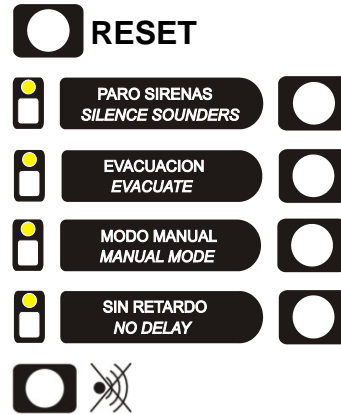 RESET
PARO SIRENAS
SILENCE SOUNDERS
EVACUACION
EVACUATE
MODO MANUAL
MANUAL MODE
SIN RETARDO
NO DELAY